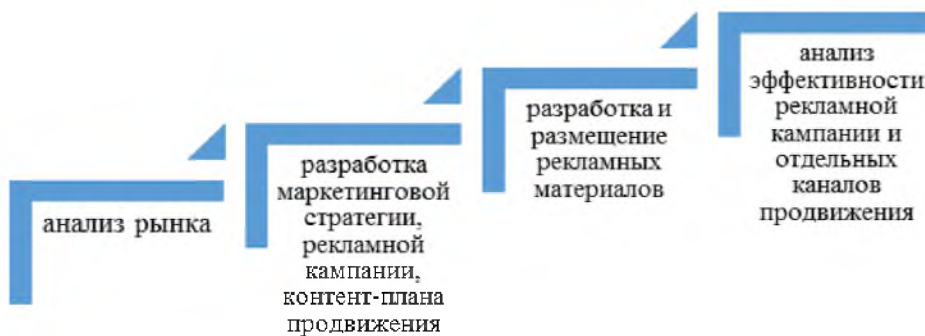 анализ рынка
разработка
маркетинговой
стратегии,
рекламной
кампании,
контент-плана
продвижения
разработка и
размещение
рекламных
материалов
анализ
эффективности
рекламной
кампании и
отдельных
каналов
продвижения